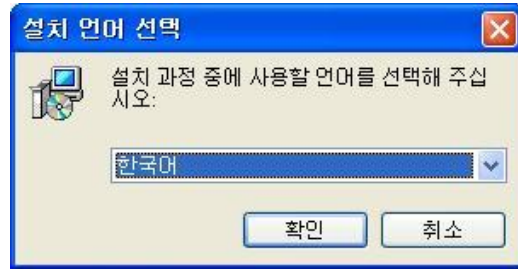 설치 언어 선택
설치 과정 중에 사용할 언어를 선택해 주십
시오:
한국어
확인
취소